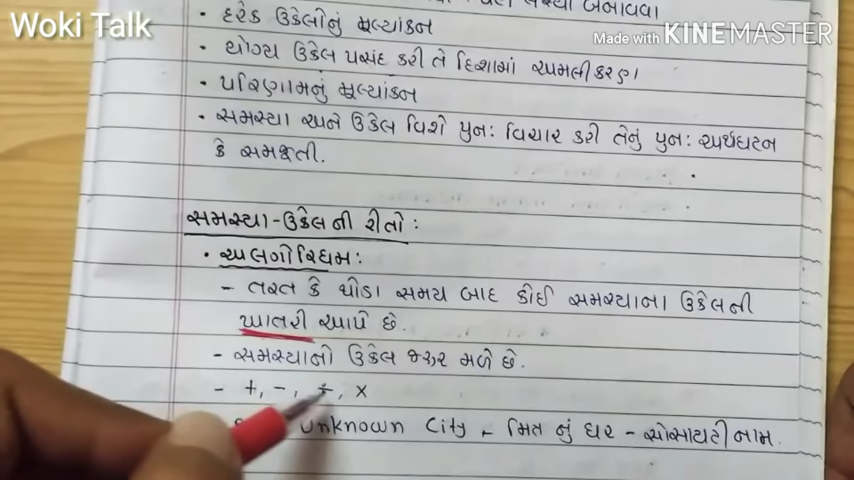 Woki Talk
Made with KINEMASTER
બનાવવા
• દરેક ઉકેલોનું મૂલ્યાંકન
• યોગ્ય ઉકેલ પસંદ કરી તે દિશામાં અમલીકરણ
• પરિણામનું મૂલ્યાંકન
• સમસ્યા અને ઉકેલ વિશે પુન: વિચાર કરી તેનું પુન: અર્થઘટન
કે સમજૂતી.
સમસ્યા-ઉકેલ ની રીતો :
• અલગોરિધમ :
- તરત કે થોડા સમય બાદ કોઈ સમસ્યાના ઉકેલની
ખાતરી આપે છે.
- સમસ્યાનો ઉકેલ જરૂર મળે છે.
- +, -, ÷, ×
unknown City - મિત નું ઘર - સોસાયટી નામ.